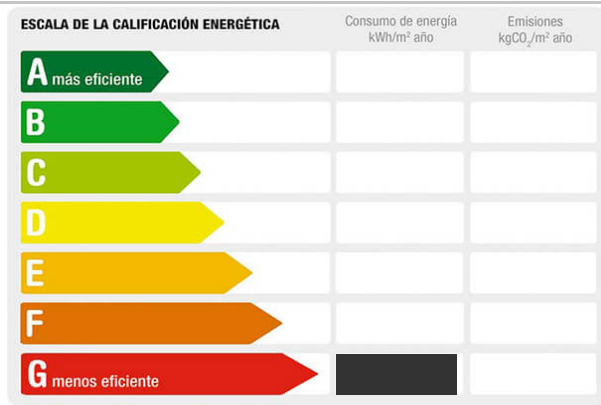 ESCALA DE LA CALIFICACIÓN ENERGÉTICA
Consumo de energía
kWh/m² año
Emisiones
kgCO₂/m² año
A más eficiente
B
C
D
E
F
G menos eficiente